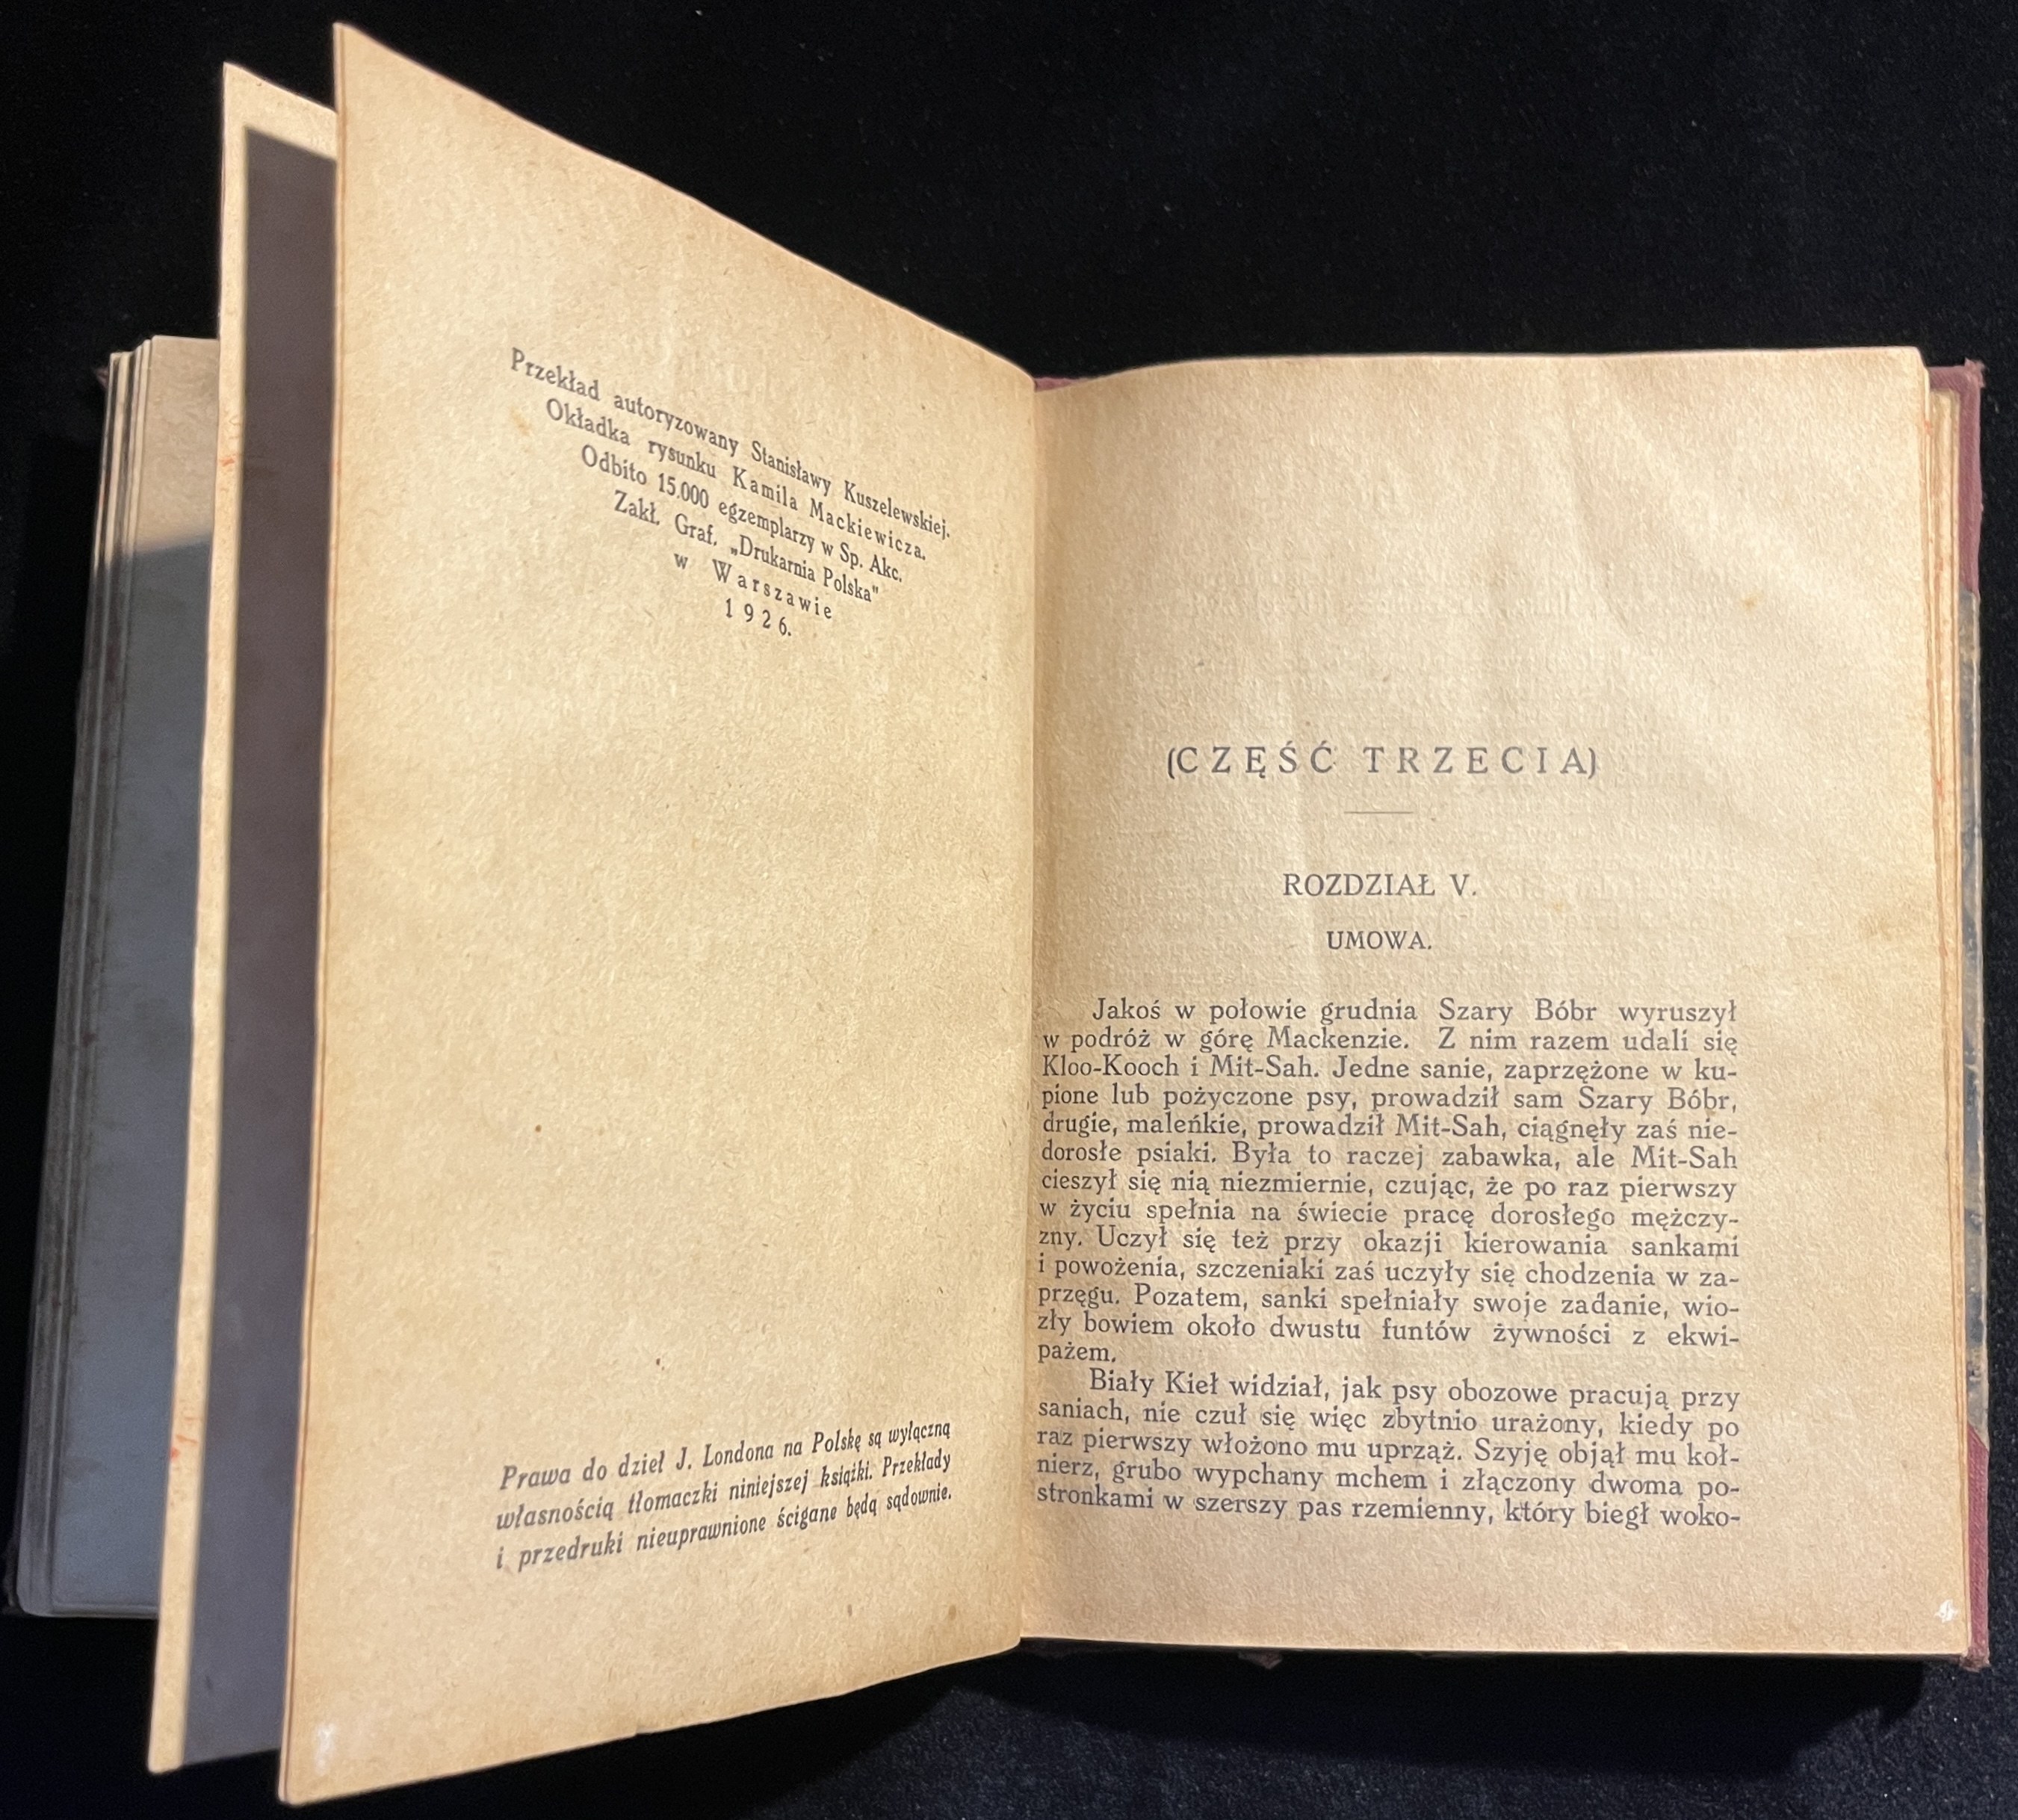 Przekład autoryzowany Stanisławy Kuszelewskiej.
Okładka rysunku Kamila Mackiewicza.
Odbito 15.000 egzemplarzy w Sp. Akc.
Zakł. Graf. „Drukarnia Polska"
w Warszawie
1926.
Prawa do dzieł J. Londona na Polskę są wyłączną
własnością tłomaczki niniejszej książki. Przekłady
i przedruki nieuprawnione ścigane będą sądownie.
(CZĘŚĆ TRZECIA)
ROZDZIAŁ V.
UMOWA.
Jakoś w połowie grudnia Szary Bóbr wyruszył
w podróż w górę Mackenzie. Z nim razem udali się
Kloo-Kooch i Mit-Sah. Jedne sanie, zaprzężone w ku-
pione lub pożyczone psy, prowadził sam Szary Bóbr,
drugie, maleńkie, prowadził Mit-Sah, ciągnęły zaś nie-
dorosłe psiaki. Była to raczej zabawka, ale Mit-Sah
cieszył się nią niezmiernie, czując, że po raz pierwszy
w życiu spełnia na świecie pracę dorosłego mężczy-
zny. Uczył się też przy okazji kierowania sankami
i powożenia, szczeniaki zaś uczyły się chodzenia w za-
przęgu. Pozatem, sanki spełniały swoje zadanie, wio-
zły bowiem około dwustu funtów żywności z ekwi-
pażem.
Biały Kieł widział, jak psy obozowe pracują przy
saniach, nie czuł się więc zbytnio urażony, kiedy po
raz pierwszy włożono mu uprząż. Szyję objął mu koł-
nierz, grubo wypchany mchem i złączony dwoma po-
stronkami w szerszy pas rzemienny, który biegł woko-